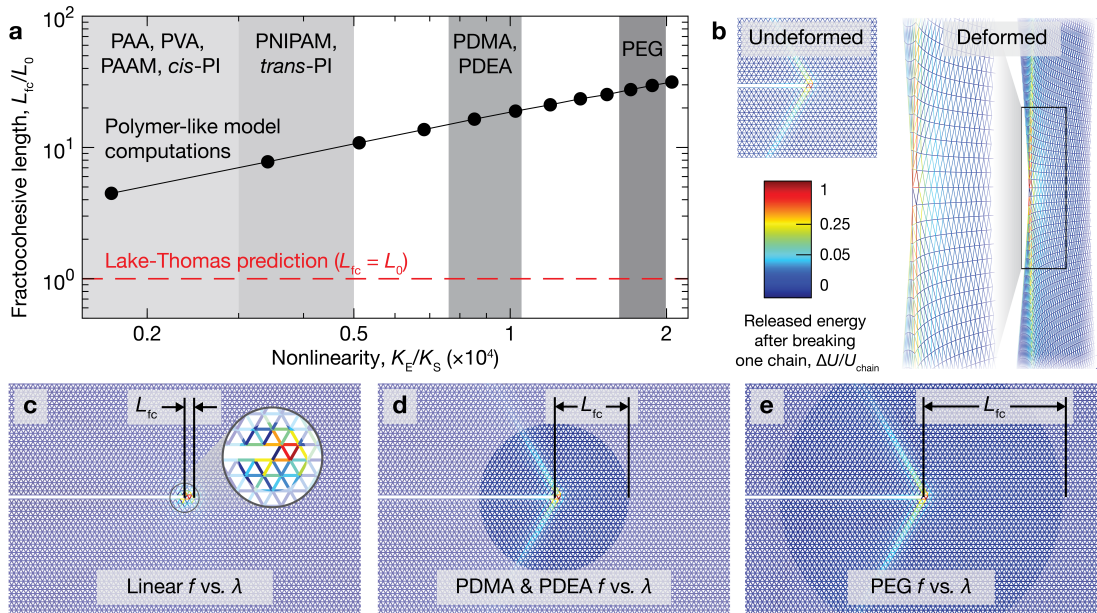 a
Fractocohesive length, L_fc/L_0
10²
10¹
10⁰
PAA, PVA,
PAAM, cis-PI
PNIPAM,
trans-PI
PDMA,
PDEA
PEG
Polymer-like model
computations
Lake-Thomas prediction (L_fc = L_0)
0.2
0.5
1
2
Nonlinearity, K_E/K_S (×10⁴)
b
Undeformed
Deformed
1
0.25
0.05
0
Released energy
after breaking
one chain, ΔU/U_chain
c
L_fc
Linear f vs. λ
d
L_fc
PDMA & PDEA f vs. λ
e
L_fc
PEG f vs. λ